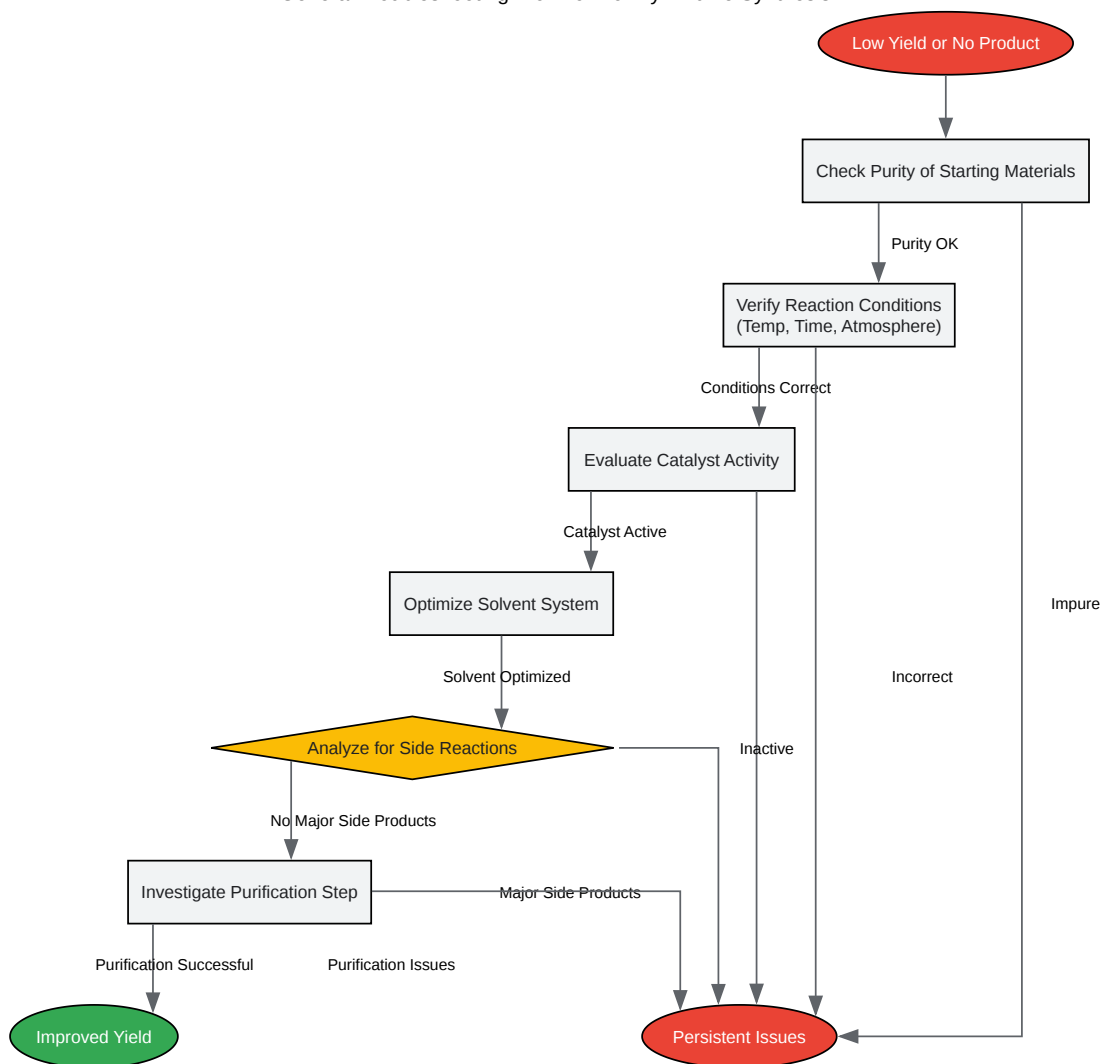 Low Yield or No Product
Check Purity of Starting Materials
Purity OK
Verify Reaction Conditions
(Temp, Time, Atmosphere)
Conditions Correct
Evaluate Catalyst Activity
Catalyst Active
Optimize Solvent System
Impure
Solvent Optimized
Incorrect
Analyze for Side Reactions
Inactive
No Major Side Products
Investigate Purification Step
Major Side Products
Purification Successful
Purification Issues
Improved Yield
Persistent Issues